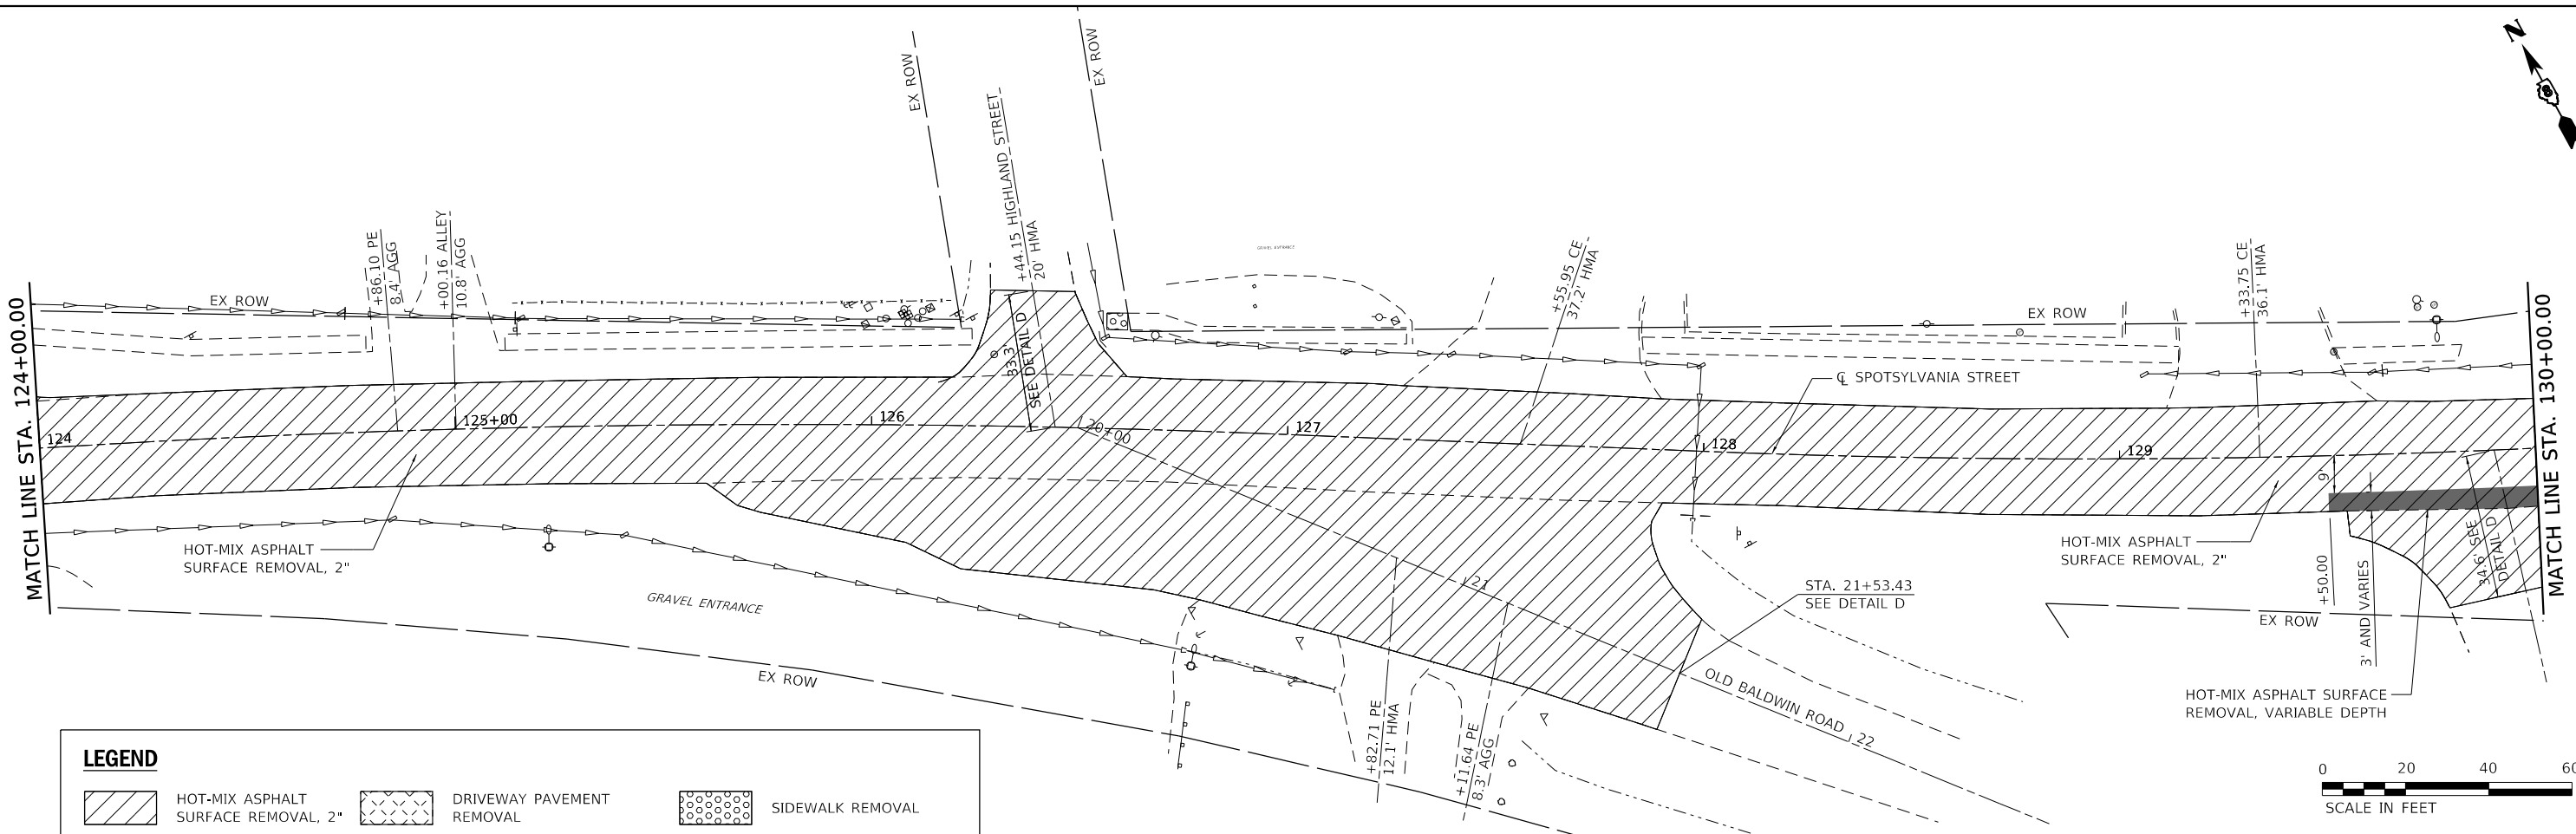 N
EX ROW
EX ROW
+44.15 HIGHLAND STREET
20' HMA
+86.10 PE
8.4' AGG
+00.16 ALLEY
10.8' AGG
GRAVEL ENTRANCE
+55.95 CE
37.2' HMA
+33.75 CE
36.1' HMA
MATCH LINE STA. 124+00.00
EX ROW
EX ROW
33.3
SEE DETAIL D
℄ SPOTSYLVANIA STREET
124
125+00
126
20+00
127
128
129
9'
MATCH LINE STA. 130+00.00
HOT-MIX ASPHALT
SURFACE REMOVAL, 2"
HOT-MIX ASPHALT
SURFACE REMOVAL, 2"
34.6' SEE
DETAIL D
+50.00
3' AND VARIES
21
STA. 21+53.43
SEE DETAIL D
GRAVEL ENTRANCE
EX ROW
EX ROW
OLD BALDWIN ROAD
22
HOT-MIX ASPHALT SURFACE
REMOVAL, VARIABLE DEPTH
+82.71 PE
12.1' HMA
+11.64 PE
8.3' AGG
LEGEND
HOT-MIX ASPHALT
SURFACE REMOVAL, 2"
DRIVEWAY PAVEMENT
REMOVAL
SIDEWALK REMOVAL
0 20 40 60
SCALE IN FEET